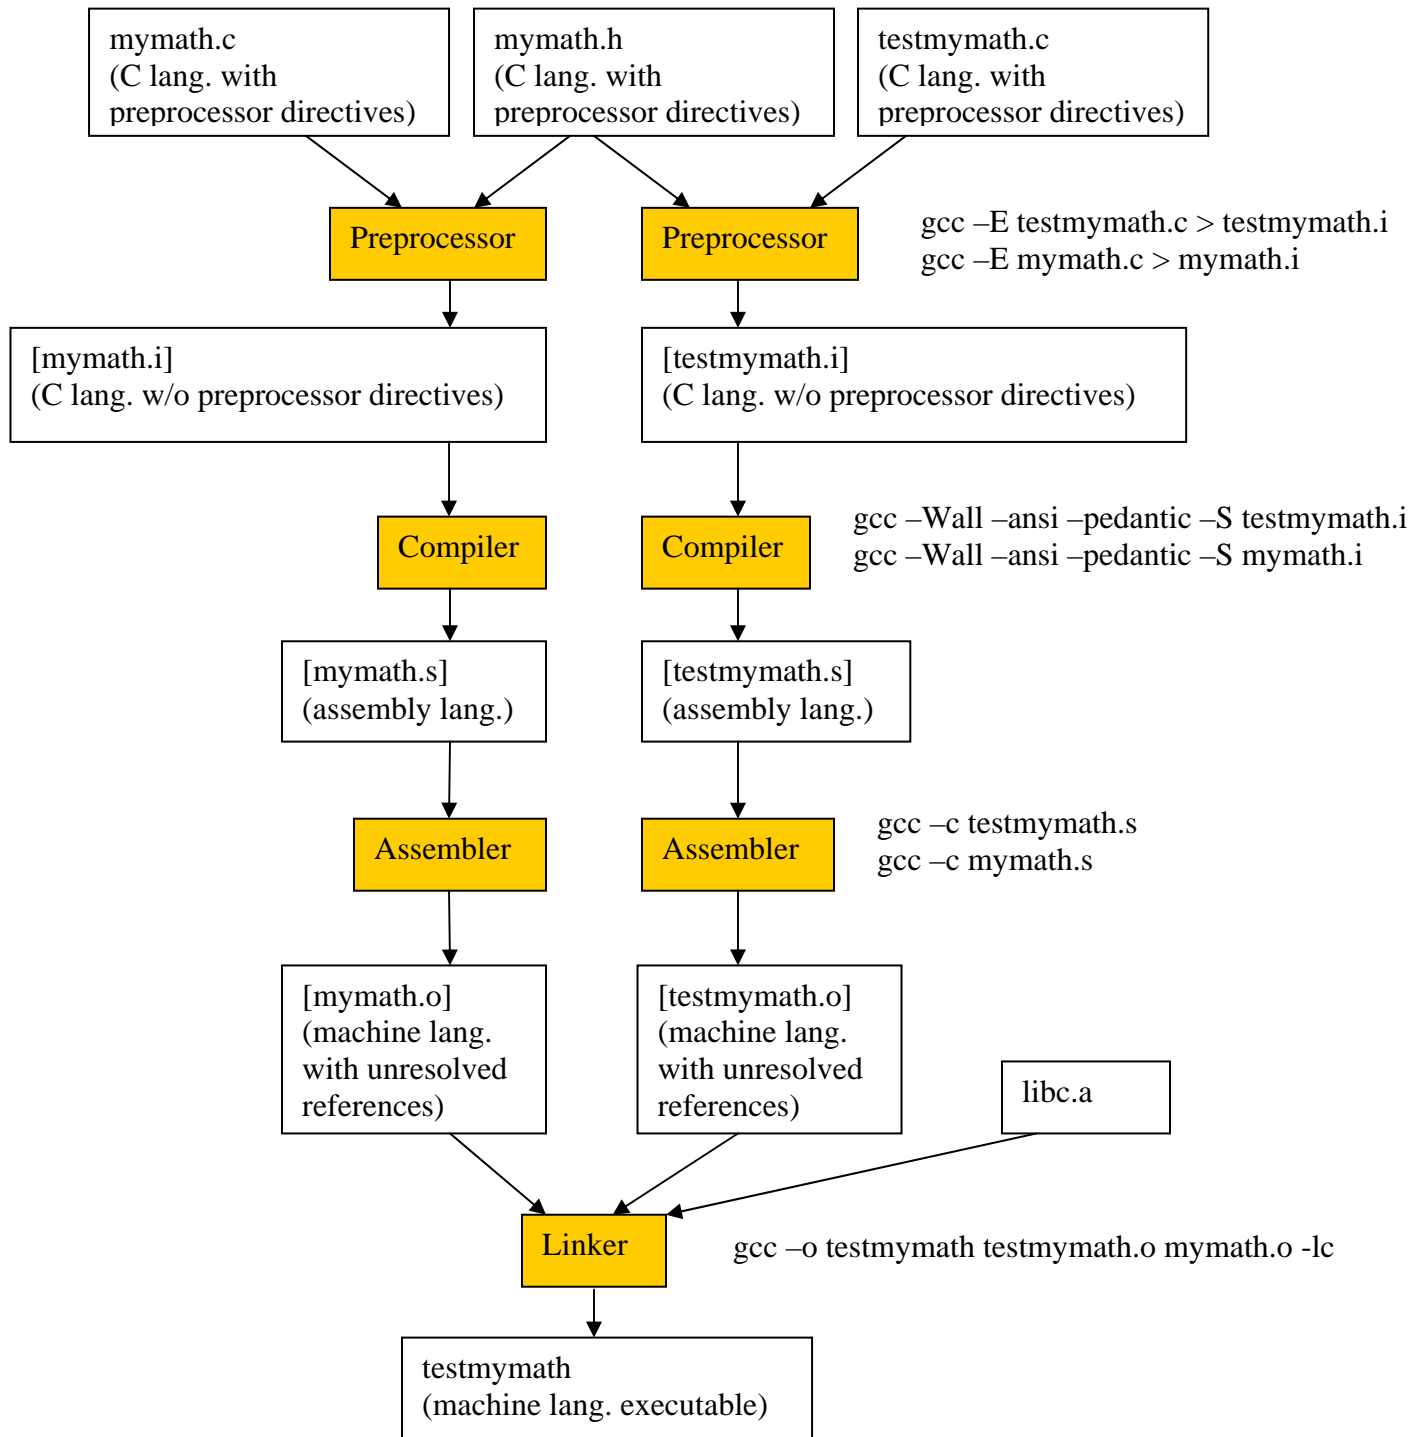 mymath.c
(C lang. with
preprocessor directives)
mymath.h
(C lang. with
preprocessor directives)
testmymath.c
(C lang. with
preprocessor directives)
Preprocessor
Preprocessor
gcc –E testmymath.c > testmymath.i
gcc –E mymath.c > mymath.i
[mymath.i]
(C lang. w/o preprocessor directives)
[testmymath.i]
(C lang. w/o preprocessor directives)
Compiler
Compiler
gcc –Wall –ansi –pedantic –S testmymath.i
gcc –Wall –ansi –pedantic –S mymath.i
[mymath.s]
(assembly lang.)
[testmymath.s]
(assembly lang.)
Assembler
Assembler
gcc –c testmymath.s
gcc –c mymath.s
[mymath.o]
(machine lang.
with unresolved
references)
[testmymath.o]
(machine lang.
with unresolved
references)
libc.a
Linker
gcc –o testmymath testmymath.o mymath.o -lc
testmymath
(machine lang. executable)